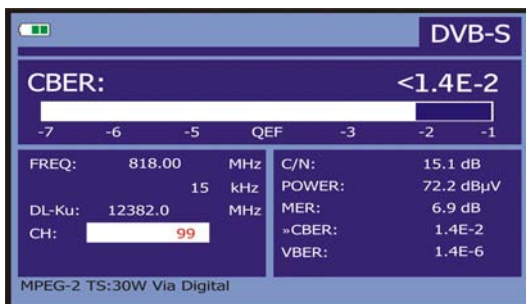 DVB-S
CBER: <1.4E-2
-7 -6 -5 QEF -3 -2 -1
FREQ: 818.00 MHz
15 kHz
DL-Ku: 12382.0 MHz
CH: 99
C/N: 15.1 dB
POWER: 72.2 dBµV
MER: 6.9 dB
»CBER: 1.4E-2
VBER: 1.4E-6
MPEG-2 TS:30W Via Digital